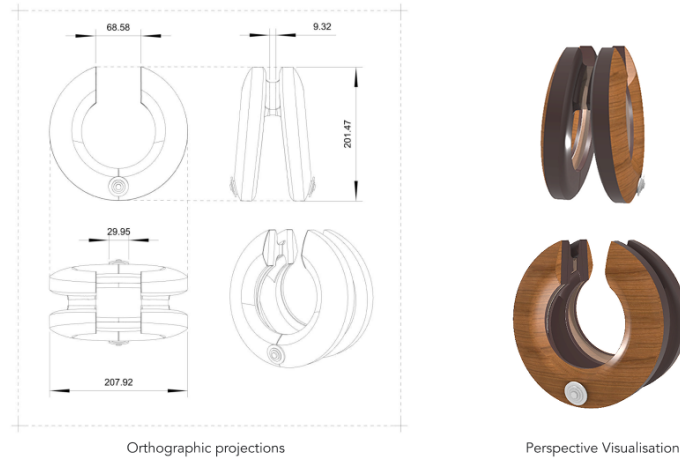 68.58
9.32
201.47
29.95
207.92
Orthographic projections
Perspective Visualisation